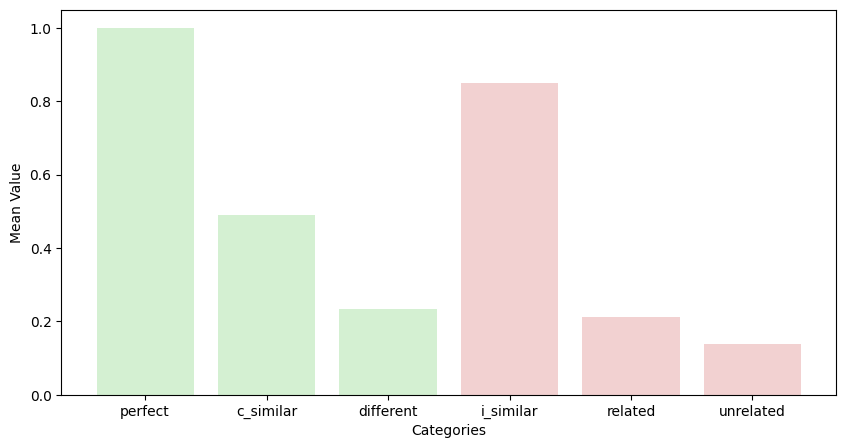 1.0
0.8
0.6
0.4
0.2
0.0
Mean Value
perfect c_similar different i_similar related unrelated
Categories